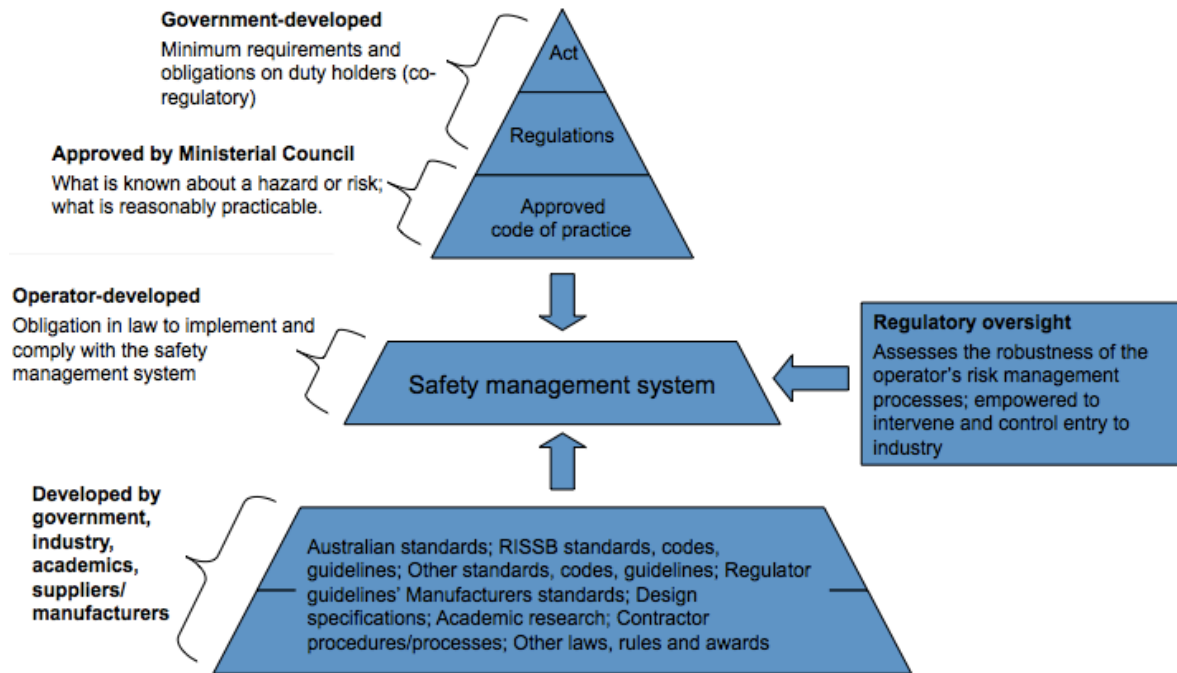 Government-developed
Minimum requirements and
obligations on duty holders (co-
regulatory)
Act
Regulations
Approved by Ministerial Council
What is known about a hazard or risk;
what is reasonably practicable.
Approved
code of practice
Operator-developed
Obligation in law to implement and
comply with the safety
management system
Safety management system
Regulatory oversight
Assesses the robustness of the
operator's risk management
processes; empowered to
intervene and control entry to
industry
Developed by
government,
industry,
academics,
suppliers/
manufacturers
Australian standards; RISSB standards, codes,
guidelines; Other standards, codes, guidelines; Regulator
guidelines' Manufacturers standards; Design
specifications; Academic research; Contractor
procedures/processes; Other laws, rules and awards